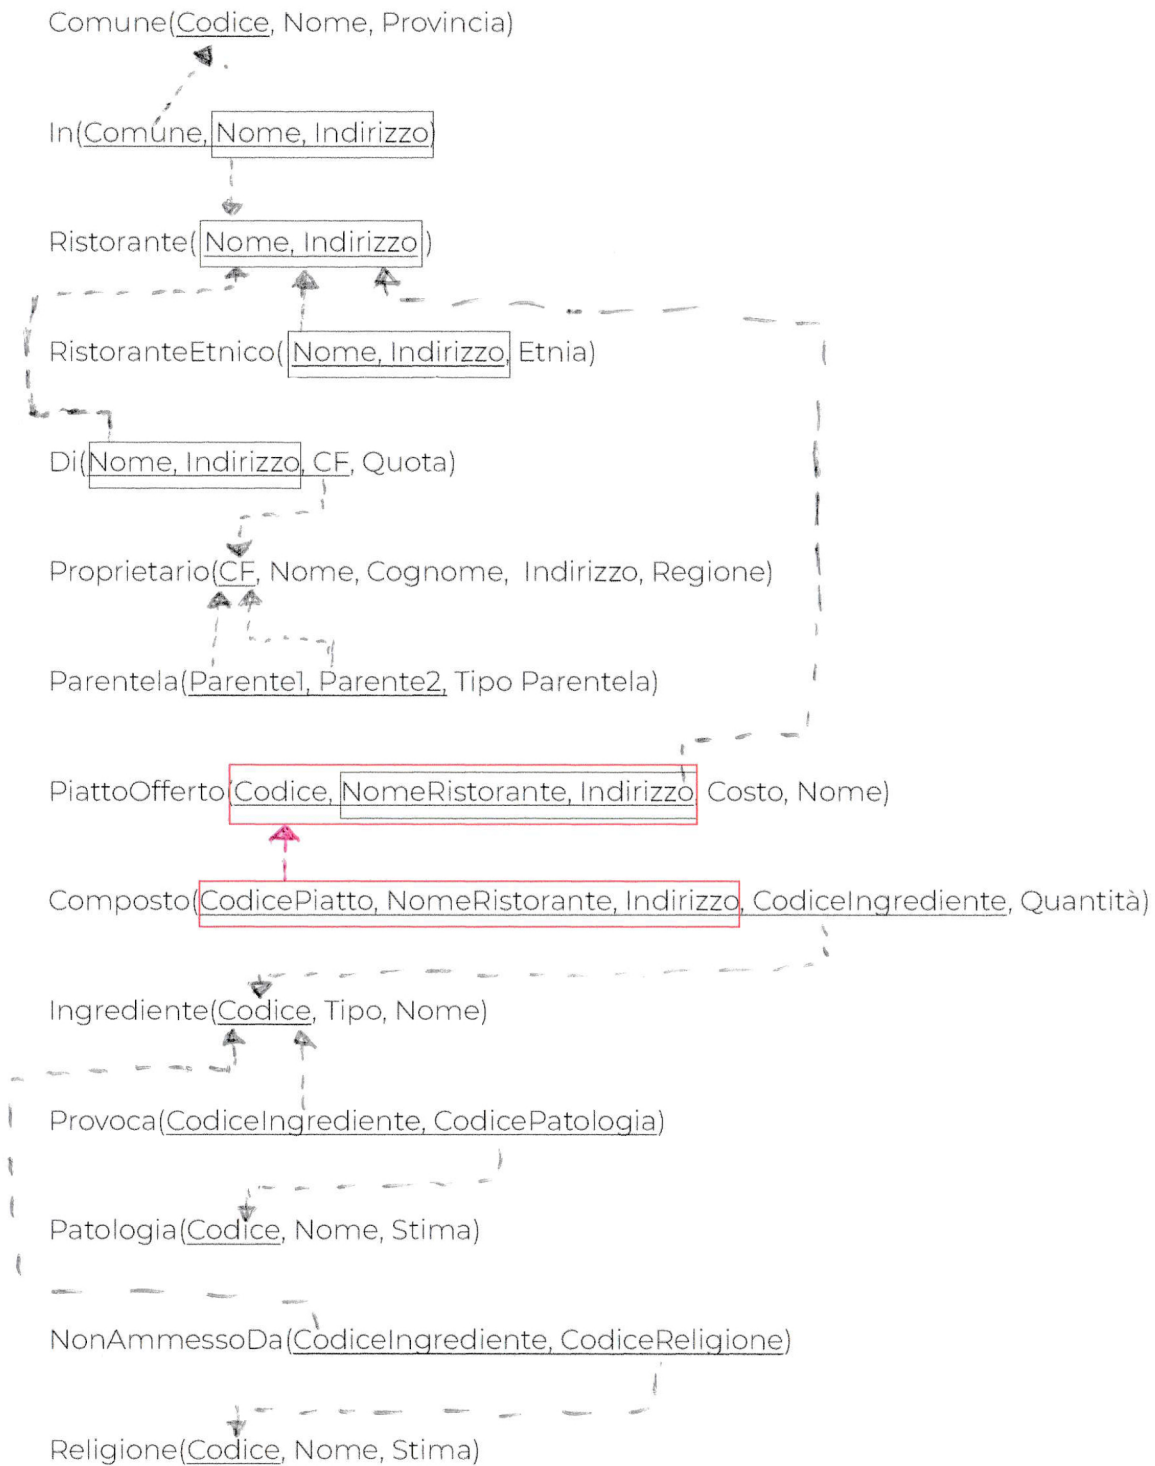 Comune(Codice, Nome, Provincia)
In(Comune, Nome, Indirizzo)
Ristorante( Nome, Indirizzo )
RistoranteEtnico( Nome, Indirizzo, Etnia)
Di(Nome, Indirizzo, CF, Quota)
Proprietario(CF, Nome, Cognome, Indirizzo, Regione)
Parentela(Parente1, Parente2, Tipo Parentela)
PiattoOfferto(Codice, NomeRistorante, Indirizzo Costo, Nome)
Composto(CodicePiatto, NomeRistorante, Indirizzo, CodiceIngrediente, Quantità)
Ingrediente(Codice, Tipo, Nome)
Provoca(CodiceIngrediente, CodicePatologia)
Patologia(Codice, Nome, Stima)
NonAmmessoDa(CodiceIngrediente, CodiceReligione)
Religione(Codice, Nome, Stima)